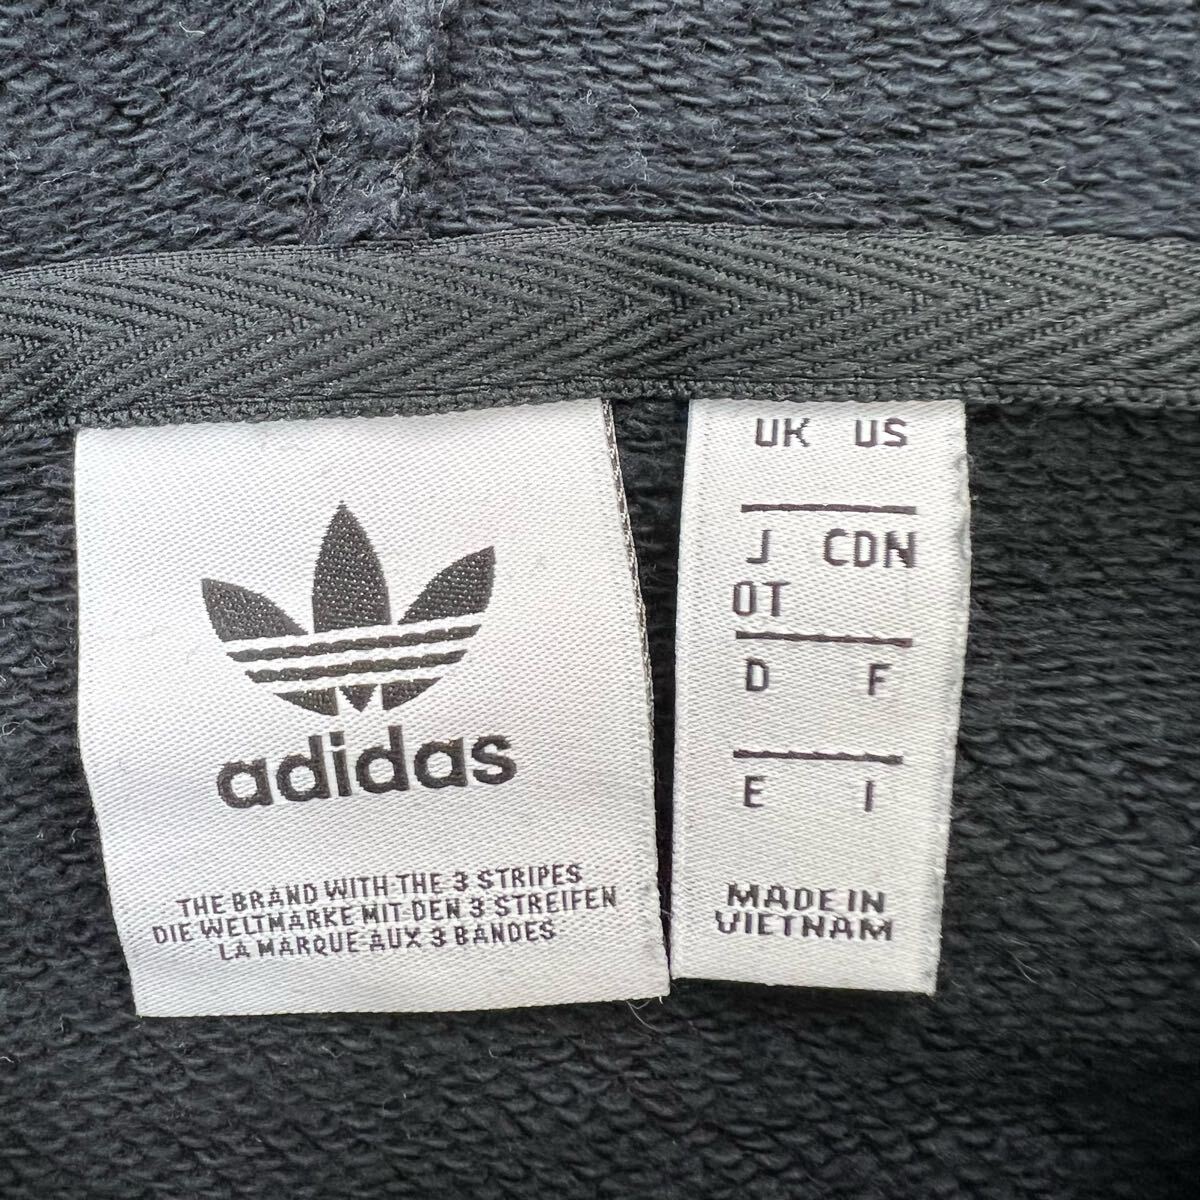 adidas
THE BRAND WITH THE 3 STRIPES
DIE WELTMARKE MIT DEN 3 STREIFEN
LA MARQUE AUX 3 BANDES
UK US
J CDN
OT
D F
E I
MADE IN
VIETNAM